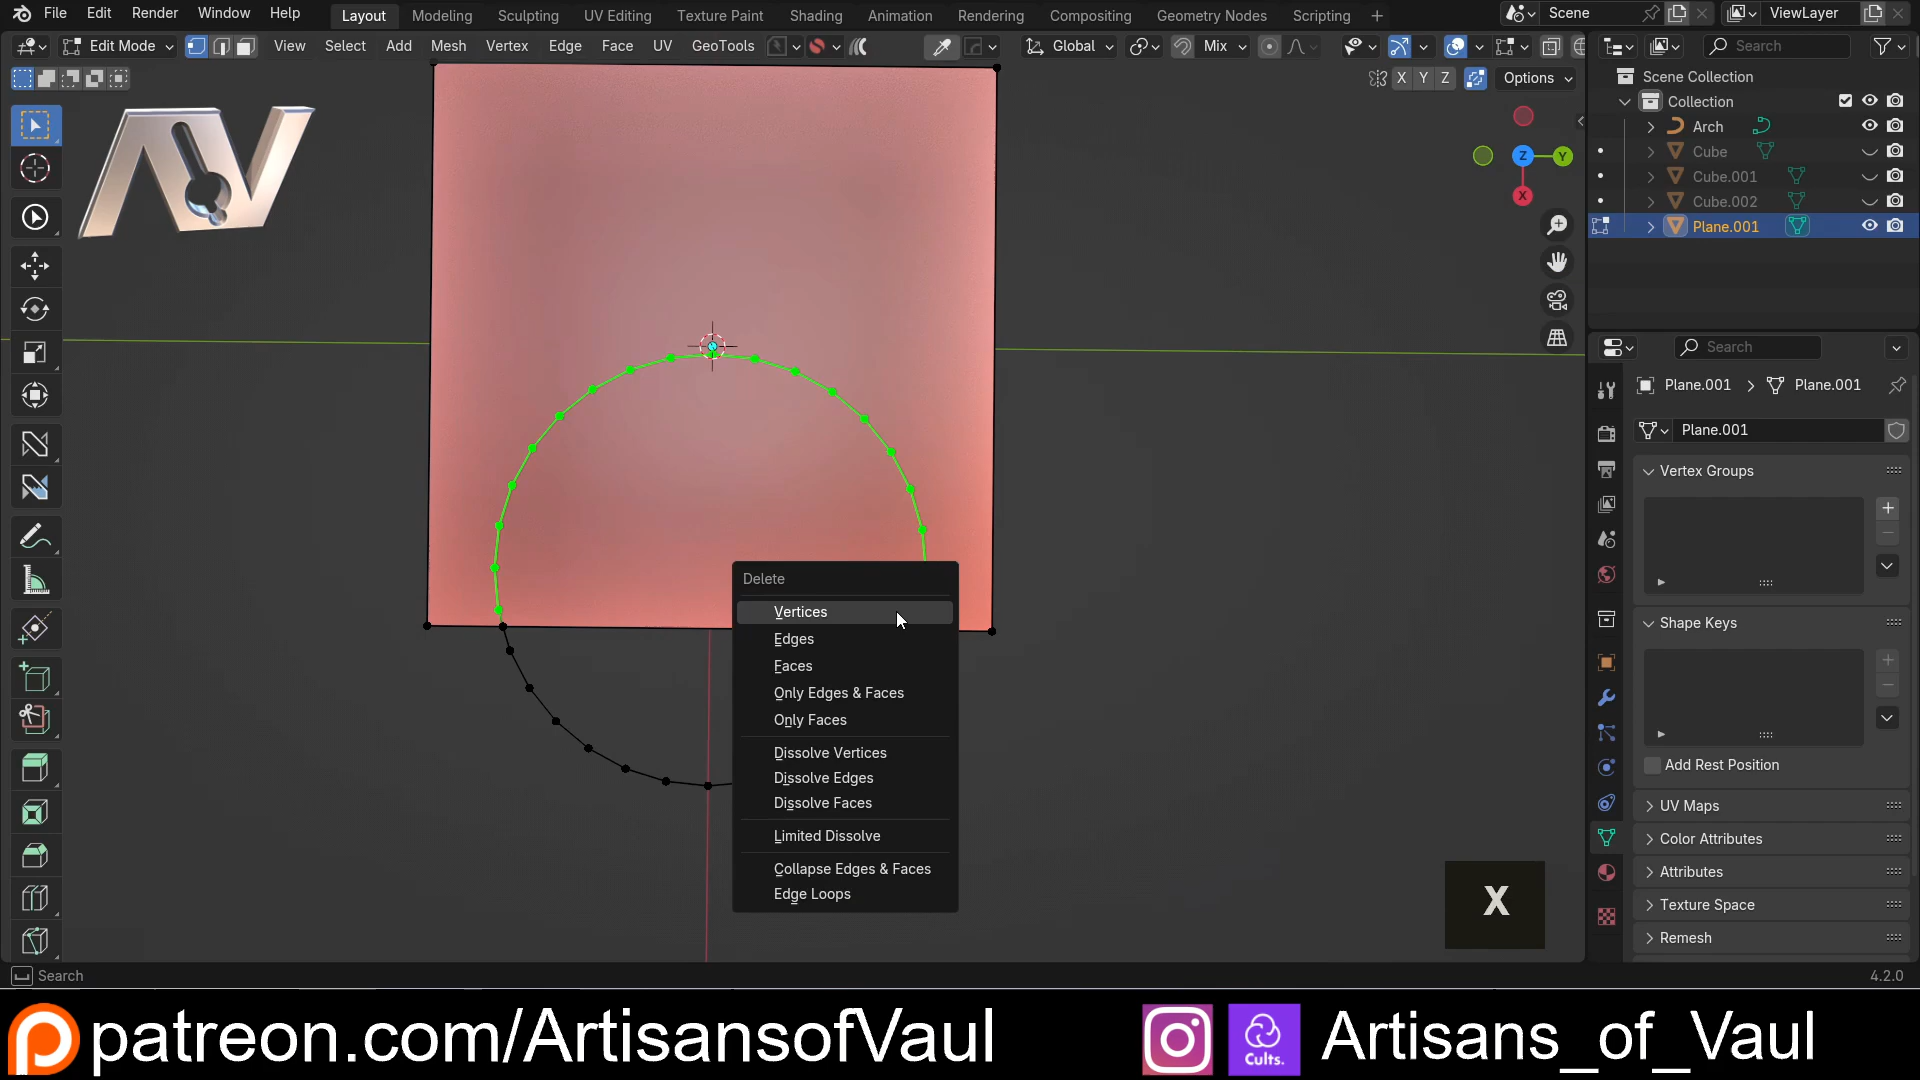 File Edit Render Window Help Layout Modeling Sculpting UV Editing Texture Paint Shading Animation Rendering Compositing Geometry Nodes Scripting + Scene ViewLayer
Edit Mode View Select Add Mesh Vertex Edge Face UV GeoTools Global Mix Search
X Y Z Options
Scene Collection
Collection
Arch
Cube
Cube.001
Cube.002
Plane.001
Z Y
X
Search
Plane.001 > Plane.001
Plane.001
Vertex Groups
Shape Keys
Add Rest Position
UV Maps
Color Attributes
Attributes
Texture Space
Remesh
Delete
Vertices
Edges
Faces
Only Edges & Faces
Only Faces
Dissolve Vertices
Dissolve Edges
Dissolve Faces
Limited Dissolve
Collapse Edges & Faces
Edge Loops
X
Search
4.2.0
patreon.com/ArtisansofVaul
Cults.
Artisans_of_Vaul
AV